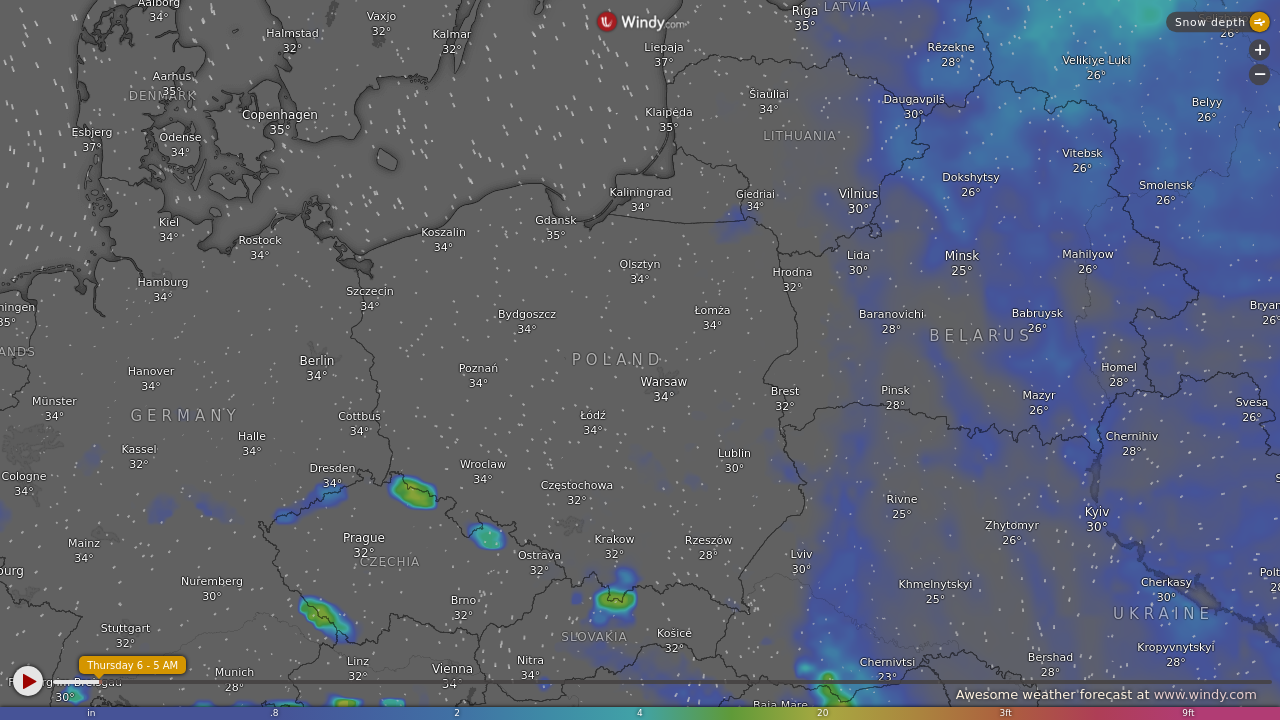 Aalborg
34°
Vaxjo
32°
Riga
35°
LATVIA
Windy.com
Snow depth
26°
Halmstad
32°
Kalmar
32°
Liepaja
37°
Rēzekne
28°
Velikiye Luki
26°
Aarhus
35°
DENMARK
Šiauliai
34°
Daugavpils
30°
Belyy
26°
Copenhagen
35°
Klaipėda
35°
LITHUANIA
Esbjerg
37°
Odense
34°
Vitebsk
26°
Dokshytsy
26°
Smolensk
26°
Kaliningrad
34°
Giedriai
34°
Vilnius
30°
Kiel
34°
Rostock
34°
Koszalin
34°
Gdansk
35°
Olsztyn
34°
Lida
30°
Minsk
25°
Mahilyow
26°
Hrodna
32°
Hamburg
34°
Szczecin
34°
ningen
35°
Bydgoszcz
34°
Łomża
34°
Baranovichi
28°
Babruysk
26°
Bryan
26°
BELARUS
ANDS
POLAND
Berlin
34°
Hanover
34°
Poznań
34°
Warsaw
34°
Homel
28°
Brest
32°
Pinsk
28°
Mazyr
26°
Münster
34°
Svesa
26°
GERMANY
Cottbus
34°
Łódź
34°
Halle
34°
Chernihiv
28°
Kassel
32°
Lublin
30°
Cologne
34°
Dresden
34°
Wroclaw
34°
Częstochowa
32°
S
Rivne
25°
Kyiv
30°
Zhytomyr
26°
Mainz
34°
Prague
32°
CZECHIA
Krakow
32°
Rzeszow
28°
Ostrava
32°
Lviv
30°
burg
Polt
28
Nuremberg
30°
Khmelnytskyi
25°
Cherkasy
30°
Brno
32°
UKRAINE
Stuttgart
32°
SLOVAKIA
Košice
32°
Kropyvnytskyi
28°
Thursday 6 - 5 AM
Linz
32°
Nitra
34°
Chernivtsi
23°
Bershad
28°
Munich
28°
Vienna
34°
30°
Awesome weather forecast at www.windy.com
Baia Mare
in .8 2 4 20 3ft 9ft